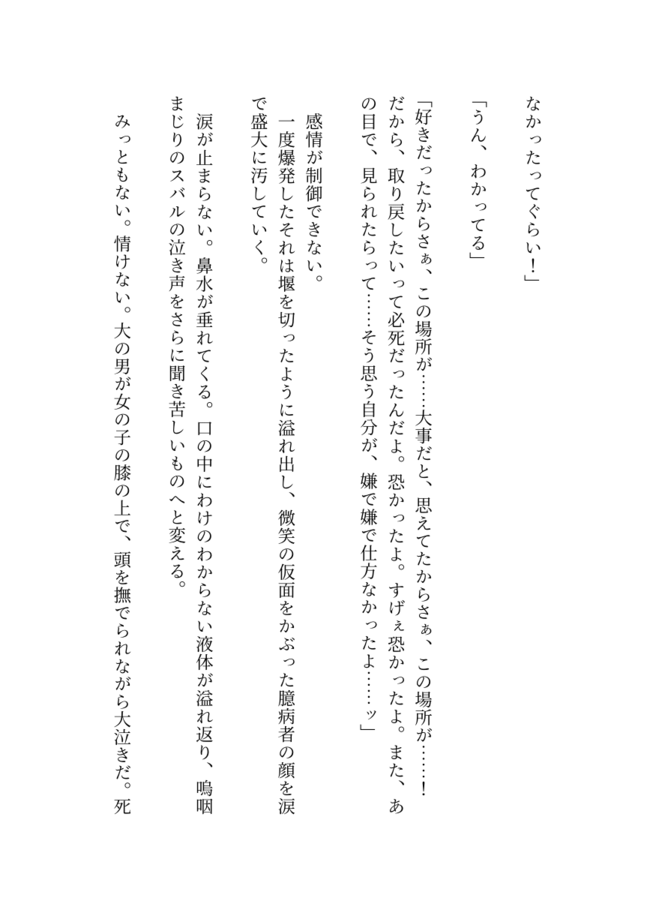 なかったってぐらい！」
「うん、わかってる」
「好きだったからさぁ、この場所が……大事だと、思えてたからさぁ、この場所が……！
だから、取り戻したいって必死だったんだよ。恐かったよ。すげぇ恐かったよ。また、あ
の目で、見られたらって……そう思う自分が、嫌で嫌で仕方なかったよ……ッ」
　感情が制御できない。
　一度爆発したそれは堰を切ったように溢れ出し、微笑の仮面をかぶった臆病者の顔を涙
で盛大に汚していく。
　涙が止まらない。鼻水が垂れてくる。口の中にわけのわからない液体が溢れ返り、嗚咽
まじりのスバルの泣き声をさらに聞き苦しいものへと変える。
　みっともない。情けない。大の男が女の子の膝の上で、頭を撫でられながら大泣きだ。死